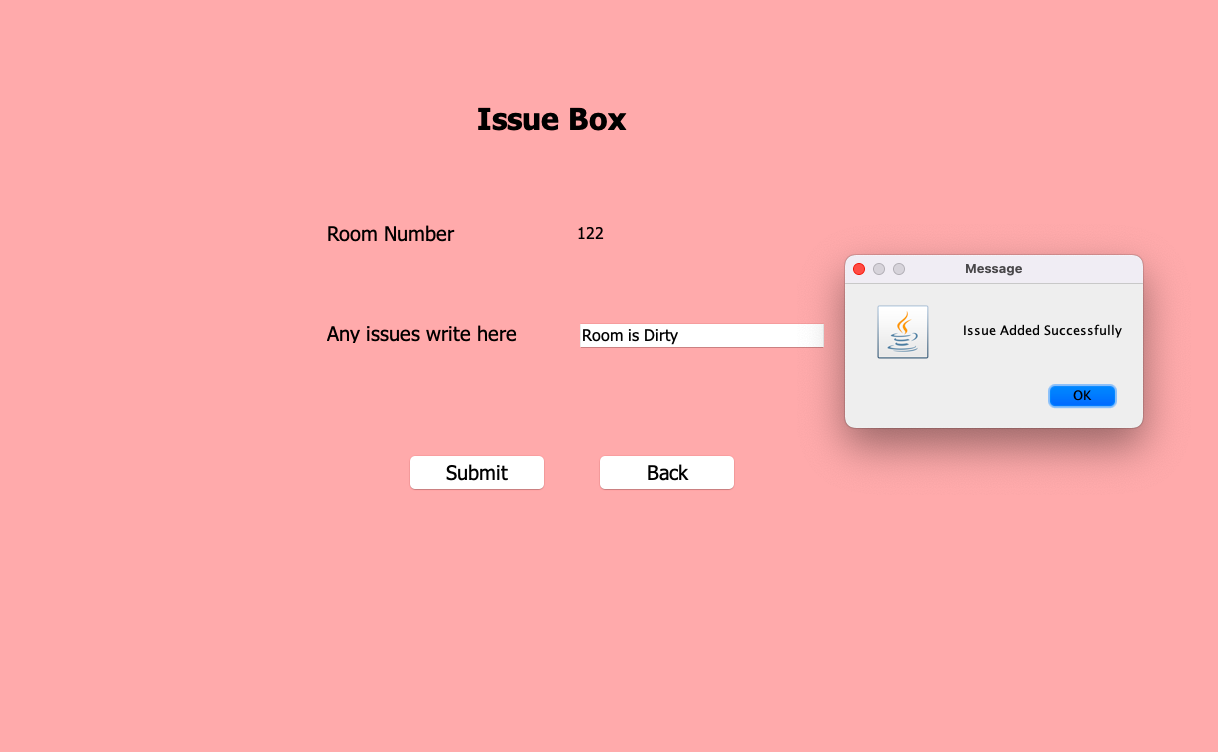 Issue Box
Room Number 122
Message
Issue Added Successfully
OK
Any issues write here Room is Dirty
Submit Back